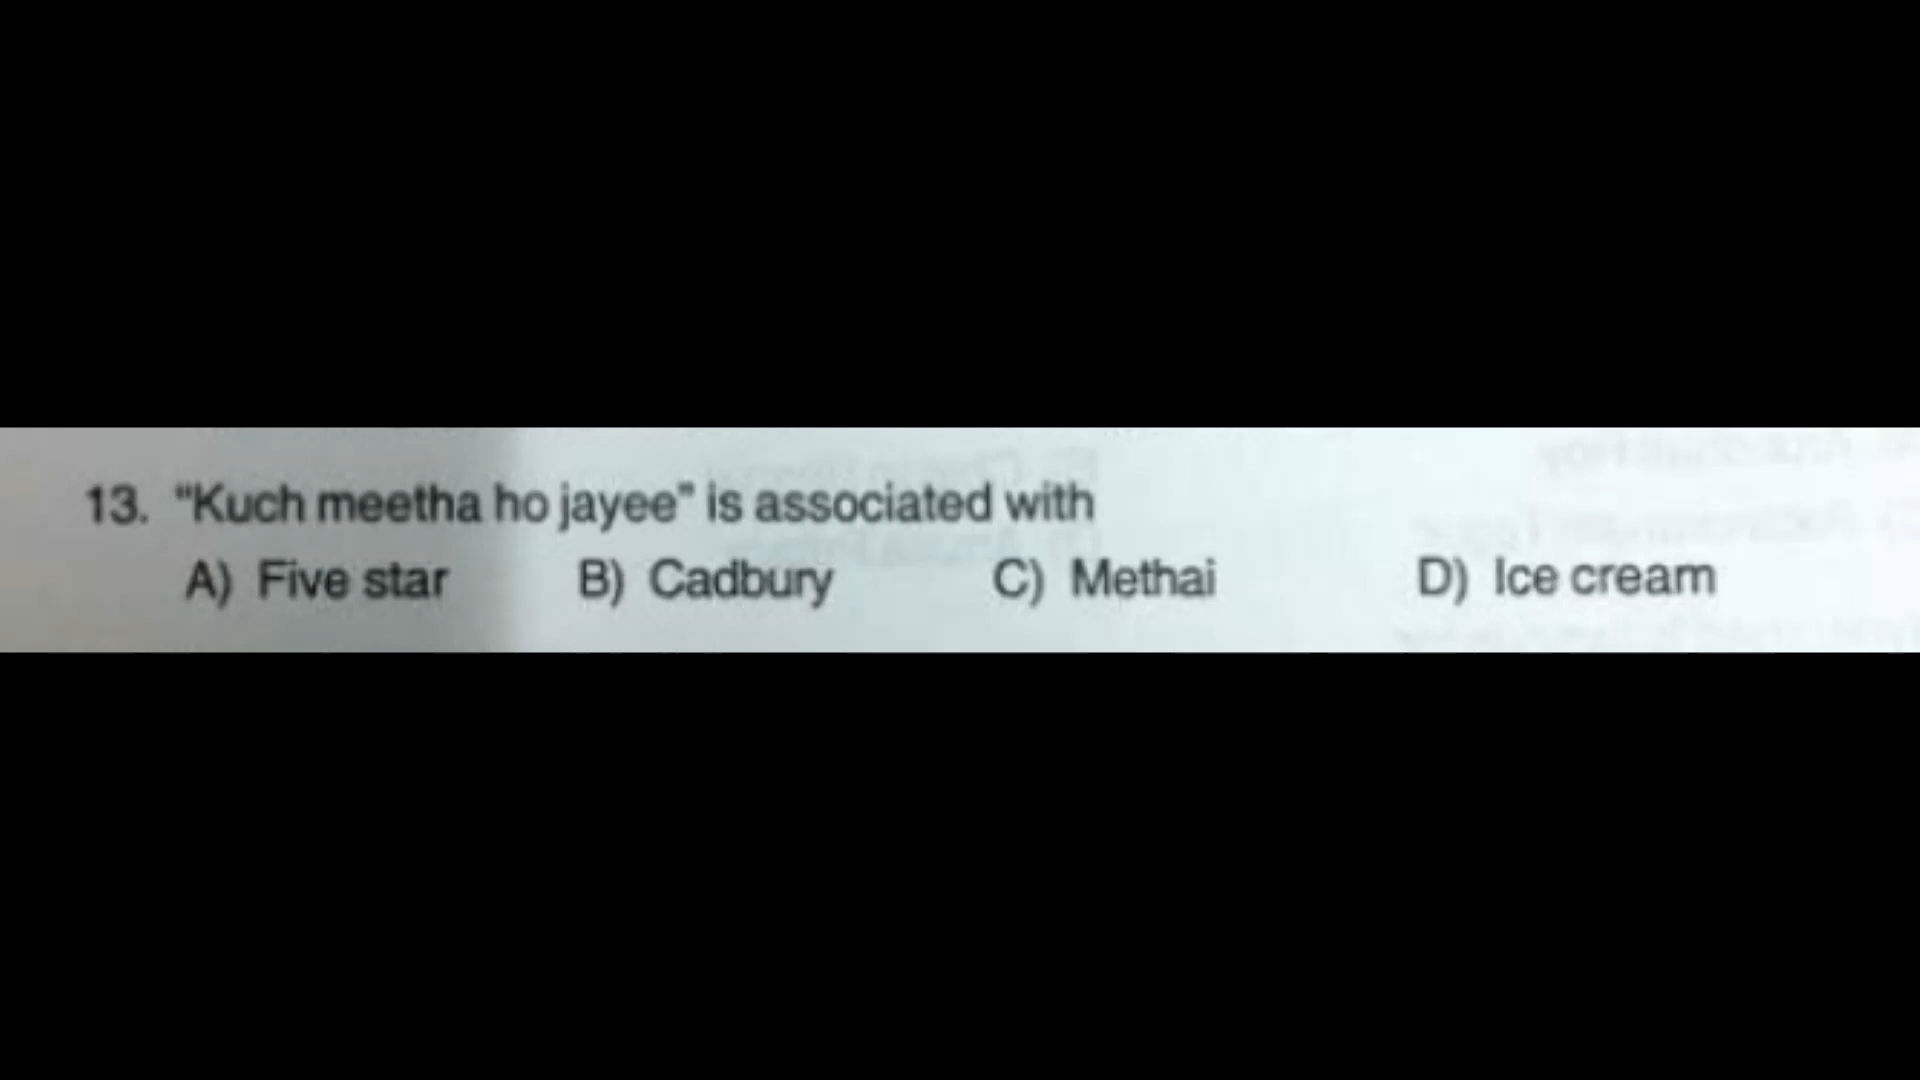 13. "Kuch meetha ho jayee" is associated with
A) Five star B) Cadbury C) Methai D) Ice cream